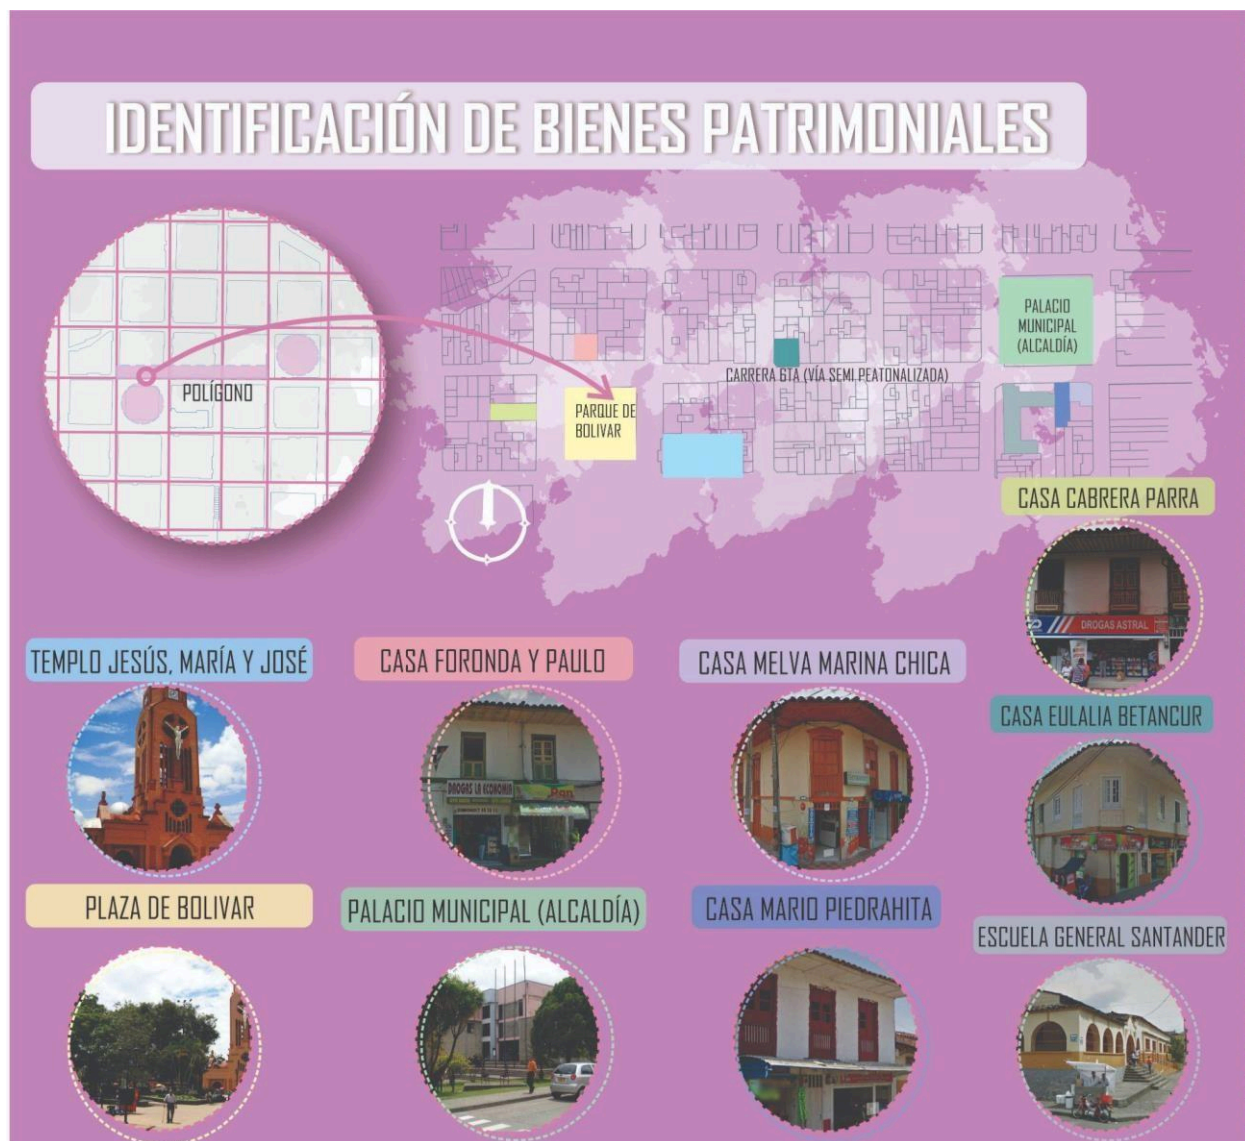 IDENTIFICACIÓN DE BIENES PATRIMONIALES
POLÍGONO
PALACIO
MUNICIPAL
(ALCALDÍA)
CARRERA 6TA (VÍA SEMI PEATONALIZADA)
PARQUE DE
BOLIVAR
CASA CABRERA PARRA
DROGAS ASTRAL
TEMPLO JESÚS, MARÍA Y JOSÉ
CASA FORONDA Y PAULO
CASA MELVA MARINA CHICA
CASA EULALIA BETANCUR
DROGAS LA ECONOMIA
Pan
PLAZA DE BOLIVAR
PALACIO MUNICIPAL (ALCALDÍA)
CASA MARIO PIEDRAHITA
ESCUELA GENERAL SANTANDER